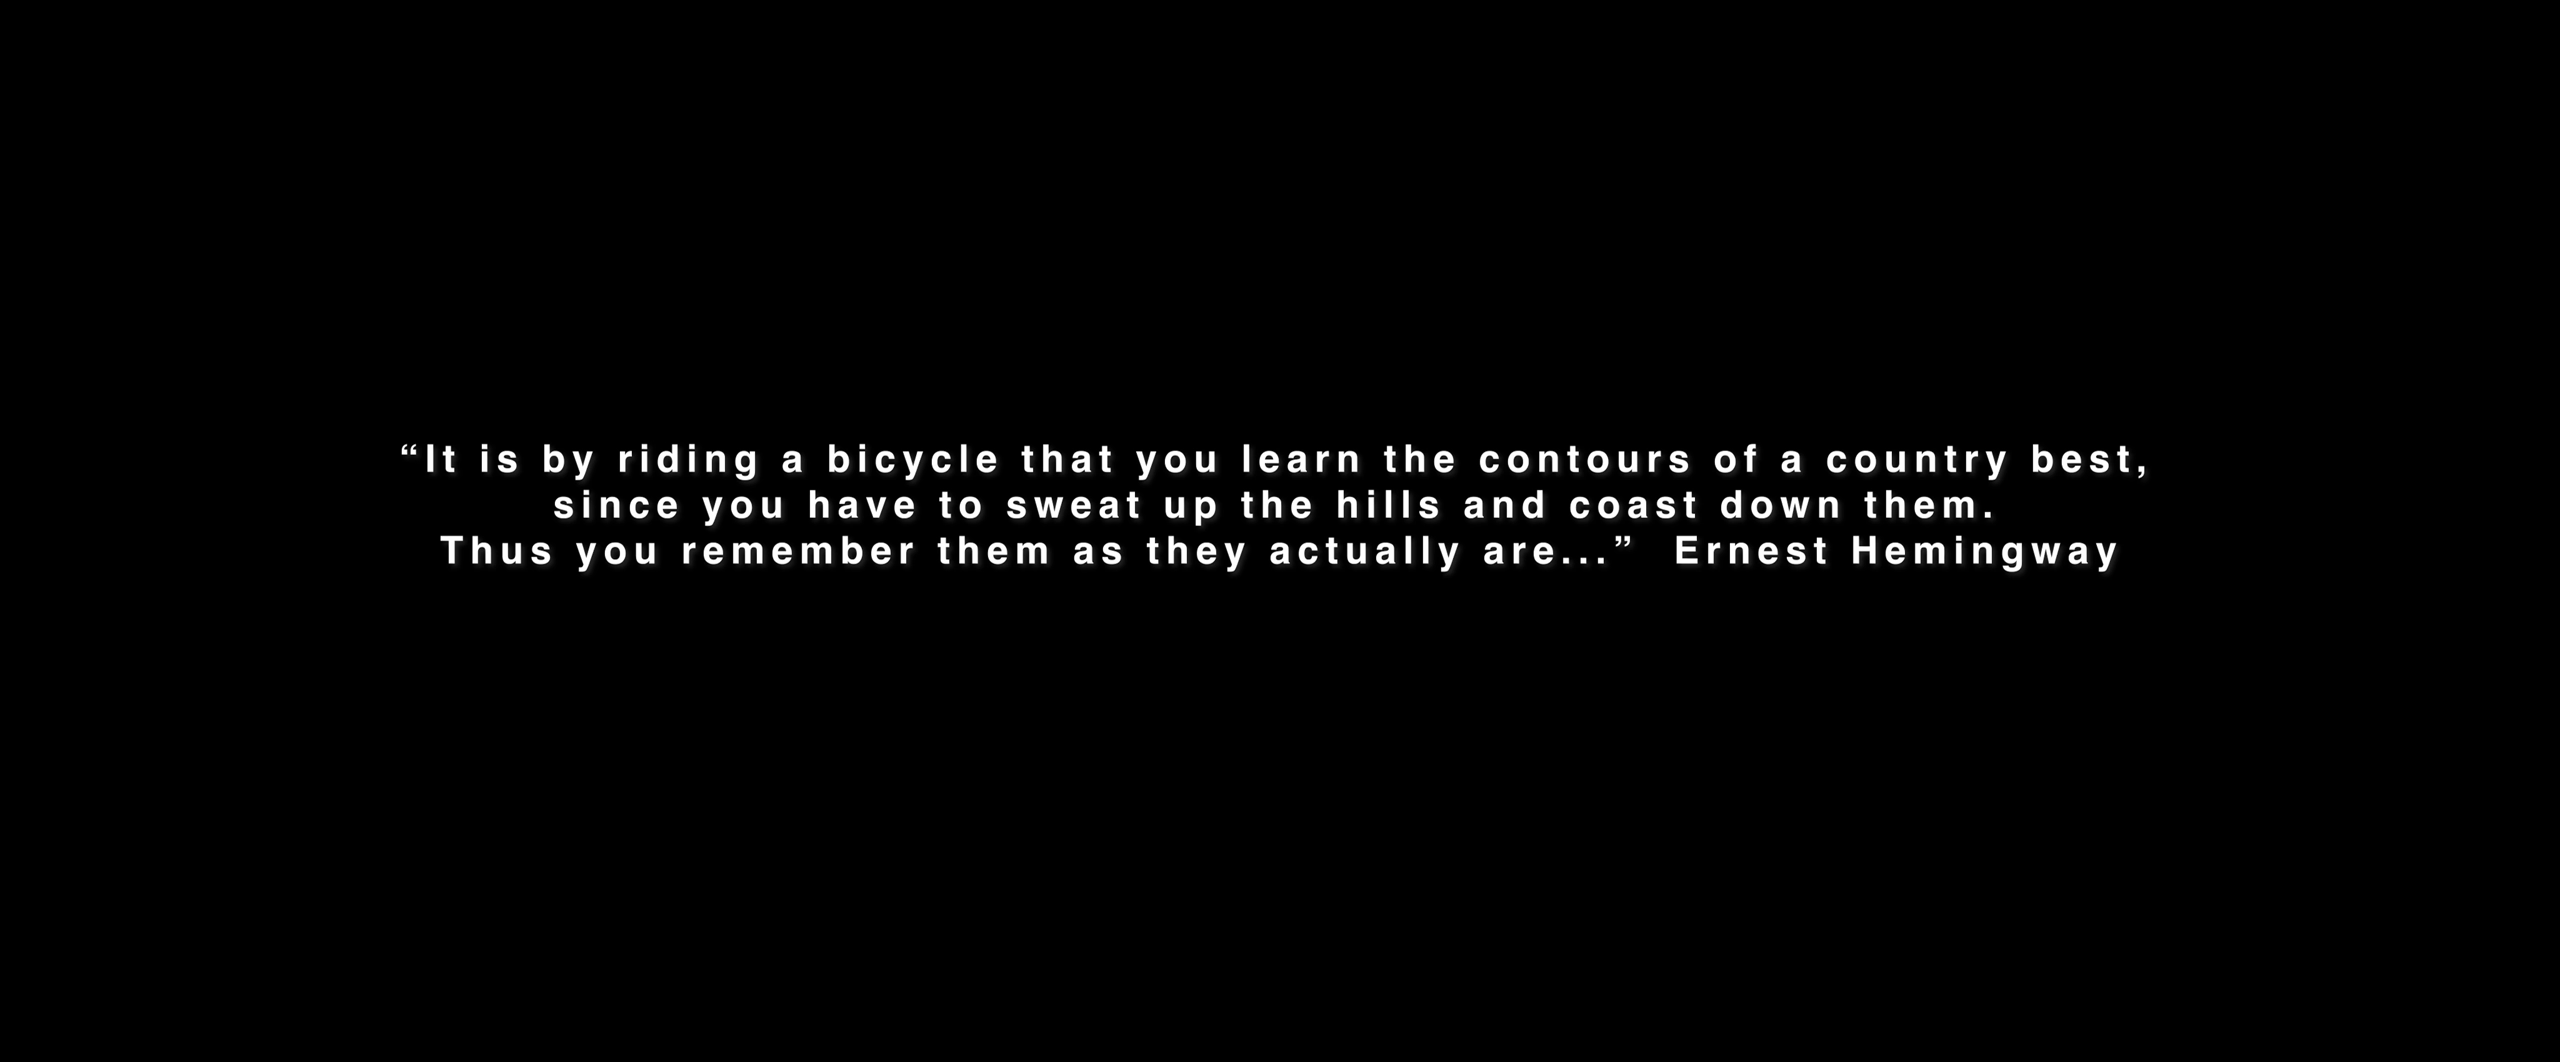 “It is by riding a bicycle that you learn the contours of a country best,
since you have to sweat up the hills and coast down them.
Thus you remember them as they actually are...”  Ernest Hemingway